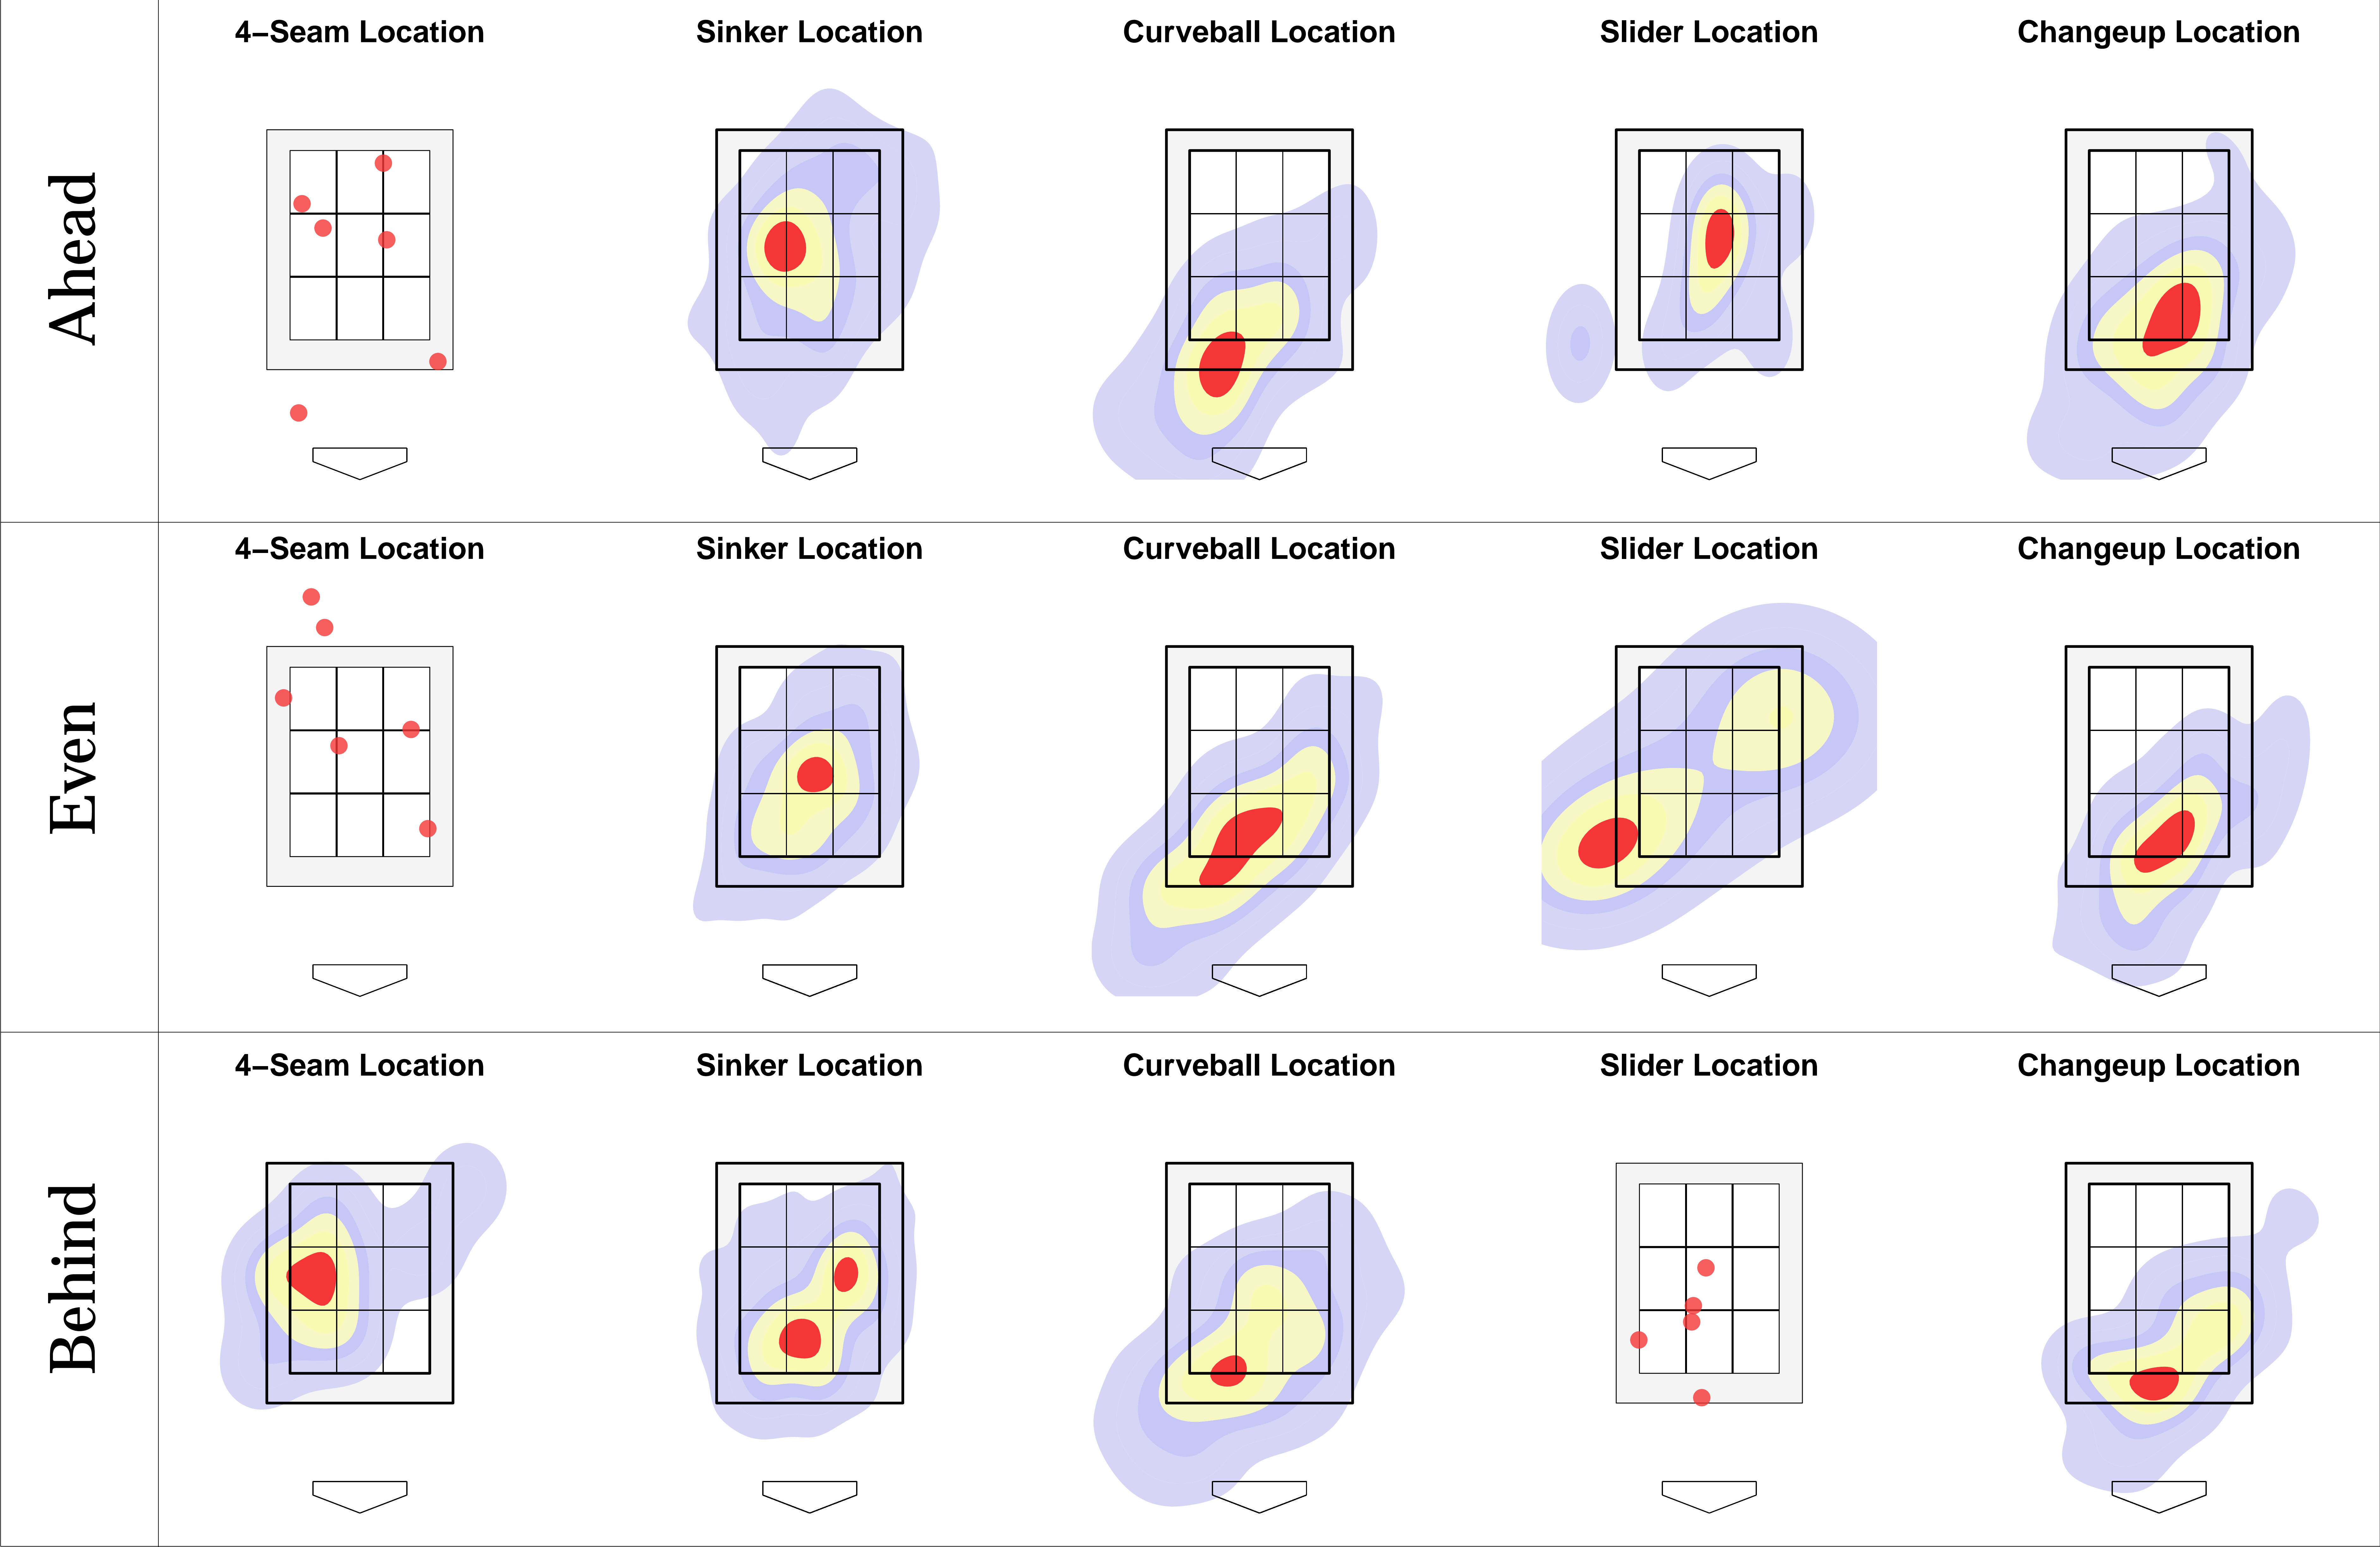 Ahead
4–Seam Location
Sinker Location
Curveball Location
Slider Location
Changeup Location
Even
4–Seam Location
Sinker Location
Curveball Location
Slider Location
Changeup Location
Behind
4–Seam Location
Sinker Location
Curveball Location
Slider Location
Changeup Location